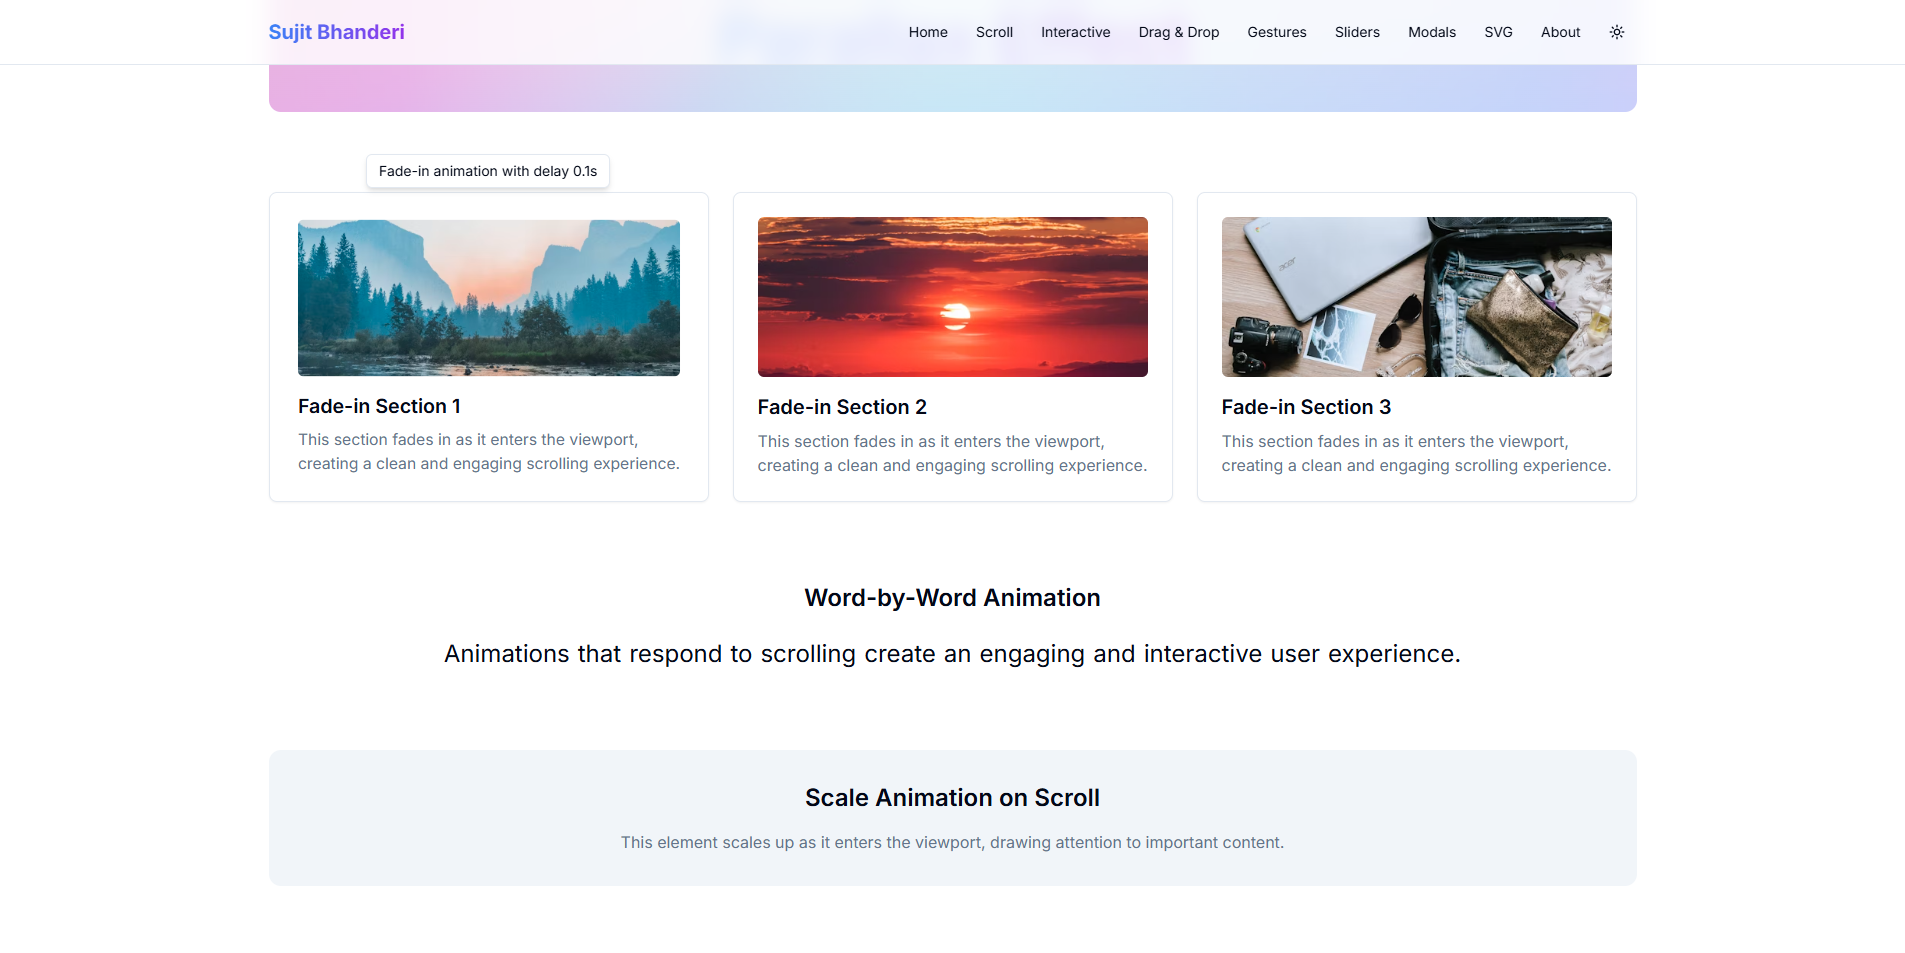 Sujit Bhanderi
Home Scroll Interactive Drag & Drop Gestures Sliders Modals SVG About
Fade-in animation with delay 0.1s
acer
Fade-in Section 1
This section fades in as it enters the viewport,
creating a clean and engaging scrolling experience.
Fade-in Section 2
This section fades in as it enters the viewport,
creating a clean and engaging scrolling experience.
Fade-in Section 3
This section fades in as it enters the viewport,
creating a clean and engaging scrolling experience.
Word-by-Word Animation
Animations that respond to scrolling create an engaging and interactive user experience.
Scale Animation on Scroll
This element scales up as it enters the viewport, drawing attention to important content.